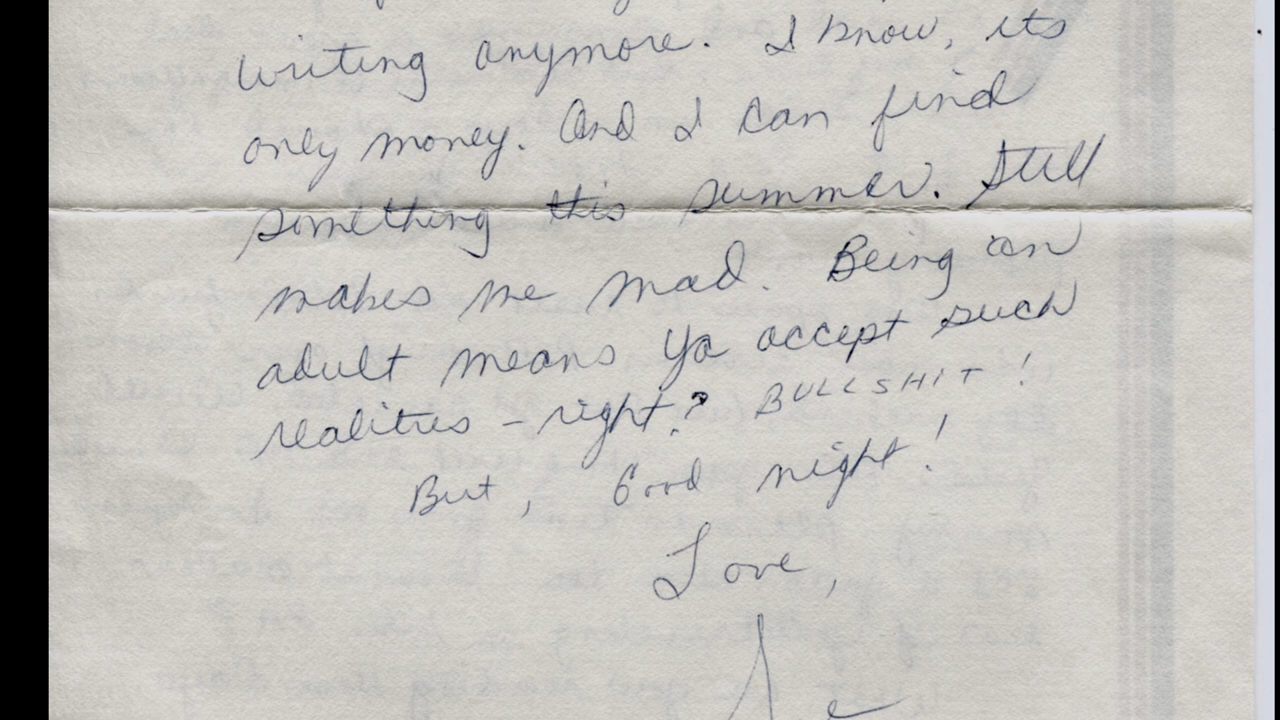 writing anymore. I know, its
only money. And I can find
something this summer. Still
makes me mad. Being an
adult means ya accept such
realities – right? BULLSHIT!
But, Good night!
Love,